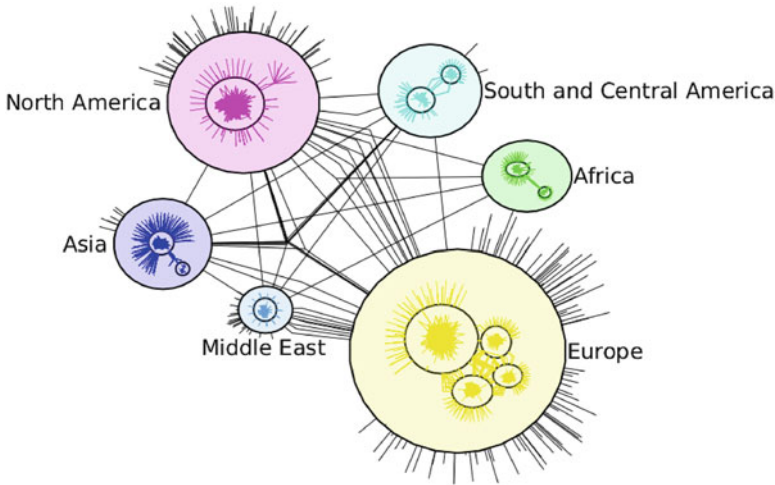 North America
South and Central America
Africa
Asia
Middle East
Europe